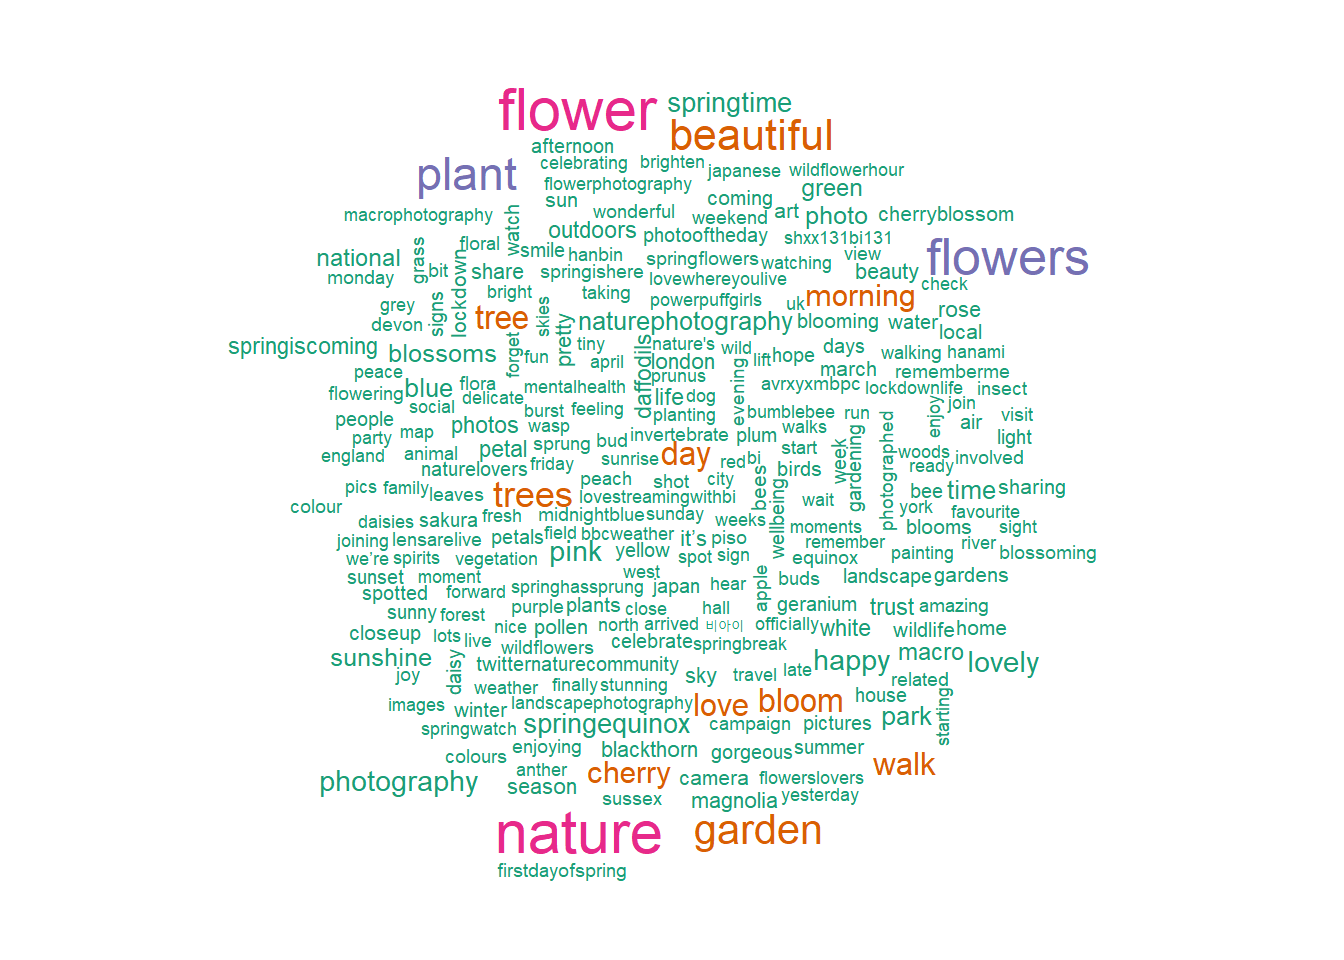 flower springtime
beautiful
afternoon
plant celebrating brighten japanese wildflowerhour
flowerphotography green
sun coming
macrophotography watch wonderful weekend art photo cherryblossom
outdoors photooftheday shxx131bi131
national grass floral smile hanbin springflowers watching view flowers
monday bit lockdown share springishere lovewhereyoulive beauty check
bright taking powerpuffgirls uk morning
grey signs tree skies pretty naturephotography blooming water rose
devon local
springiscoming blossoms forget fun tiny april daffodils nature's wild london lift hope days walking hanami
peace prunus evening march rememberme
flowering blue flora delicate mentalhealth life dog avrxyxmbpc lockdownlife insect
social burst feeling planting bumblebee run enjoy join
people photos wasp walks photographed air visit
party map invertebrate plum light
england animal petal sprung bud day start week gardening woods
naturelovers friday sunrise red bi birds ready involved
peach shot city bees
pics family leaves trees lovestreamingwithbi wait bee time sharing
colour york favourite
daisies sakura fresh midnightblue sunday weeks wellbeing moments blooms sight
joining lensarelive petals field bbcweather it's piso remember river
we're spirits vegetation pink yellow spot sign equinox painting blossoming
sunset moment west apple buds landscape gardens
spotted forward springhassprung japan hear
sunny forest purple plants close hall geranium trust amazing
closeup lots nice pollen north arrived 비아이 officially white wildlife home
live wildflowers celebrate springbreak
sunshine daisy twitternaturecommunity sky travel late happy macro lovely
joy weather finally stunning related
images winter landscapephotography love bloom house starting
springwatch springequinox campaign pictures park
colours enjoying blackthorn gorgeous summer
photography anther cherry camera flowerslovers walk
season sussex magnolia yesterday
nature garden
firstdayofspring